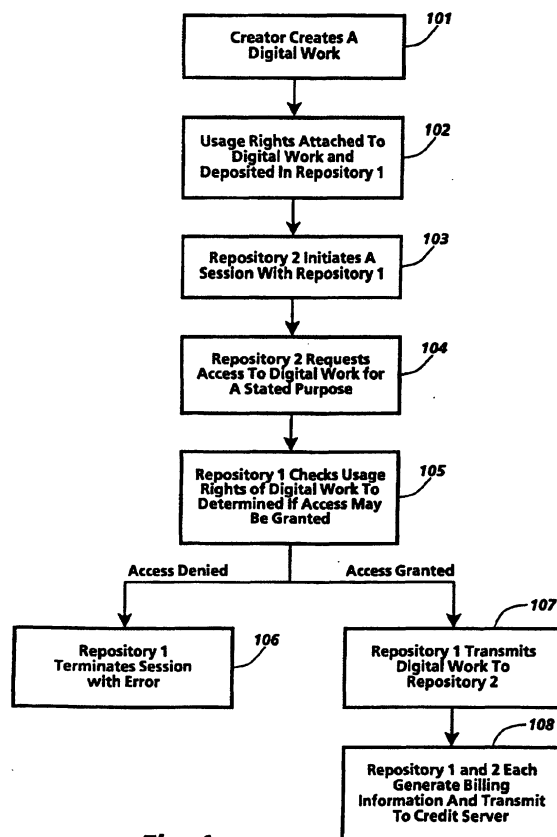 Creator Creates A
Digital Work
101
Usage Rights Attached To
Digital Work and
Deposited In Repository 1
102
Repository 2 Initiates A
Session With Repository 1
103
Repository 2 Requests
Access To Digital Work for
A Stated Purpose
104
Repository 1 Checks Usage
Rights of Digital Work To
Determined If Access May
Be Granted
105
Access Denied
Access Granted
Repository 1
Terminates Session
with Error
106
Repository 1 Transmits
Digital Work To
Repository 2
107
Repository 1 and 2 Each
Generate Billing
Information And Transmit
To Credit Server
108